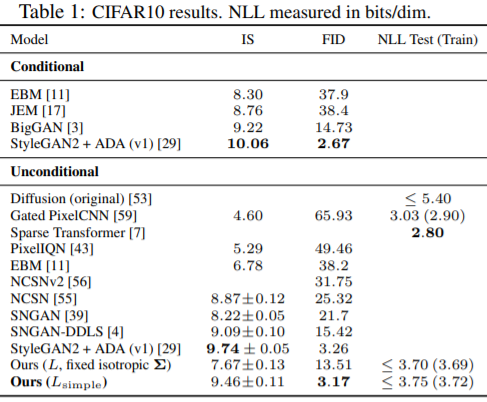 Table 1: CIFAR10 results. NLL measured in bits/dim.
Model IS FID NLL Test (Train)
Conditional
EBM [11] 8.30 37.9
JEM [17] 8.76 38.4
BigGAN [3] 9.22 14.73
StyleGAN2 + ADA (v1) [29] 10.06 2.67
Unconditional
Diffusion (original) [53] ≤ 5.40
Gated PixelCNN [59] 4.60 65.93 3.03 (2.90)
Sparse Transformer [7] 2.80
PixelIQN [43] 5.29 49.46
EBM [11] 6.78 38.2
NCSNv2 [56] 31.75
NCSN [55] 8.87±0.12 25.32
SNGAN [39] 8.22±0.05 21.7
SNGAN-DDLS [4] 9.09±0.10 15.42
StyleGAN2 + ADA (v1) [29] 9.74 ± 0.05 3.26
Ours (L, fixed isotropic Σ) 7.67±0.13 13.51 ≤ 3.70 (3.69)
Ours (Lsimple) 9.46±0.11 3.17 ≤ 3.75 (3.72)